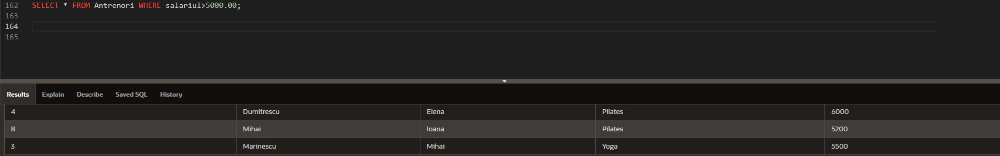 162 SELECT * FROM Antrenori WHERE salariul>5000.00;
163
164
165
Results Explain Describe Saved SQL History
4 Dumitrescu Elena Pilates 6000
8 Mihai Ioana Pilates 5200
3 Marinescu Mihai Yoga 5500